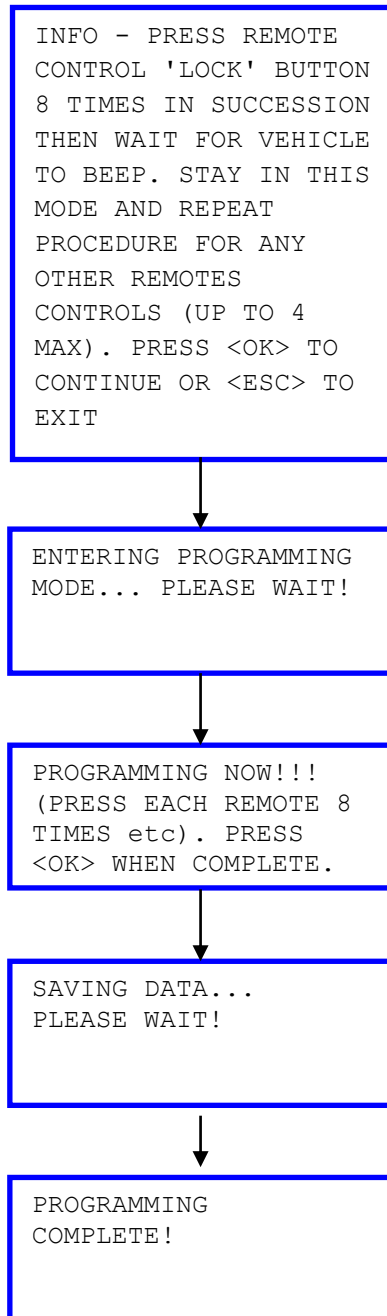 INFO - PRESS REMOTE
CONTROL 'LOCK' BUTTON
8 TIMES IN SUCCESSION
THEN WAIT FOR VEHICLE
TO BEEP. STAY IN THIS
MODE AND REPEAT
PROCEDURE FOR ANY
OTHER REMOTES
CONTROLS (UP TO 4
MAX). PRESS <OK> TO
CONTINUE OR <ESC> TO
EXIT
ENTERING PROGRAMMING
MODE... PLEASE WAIT!
PROGRAMMING NOW!!!
(PRESS EACH REMOTE 8
TIMES etc). PRESS
<OK> WHEN COMPLETE.
SAVING DATA...
PLEASE WAIT!
PROGRAMMING
COMPLETE!